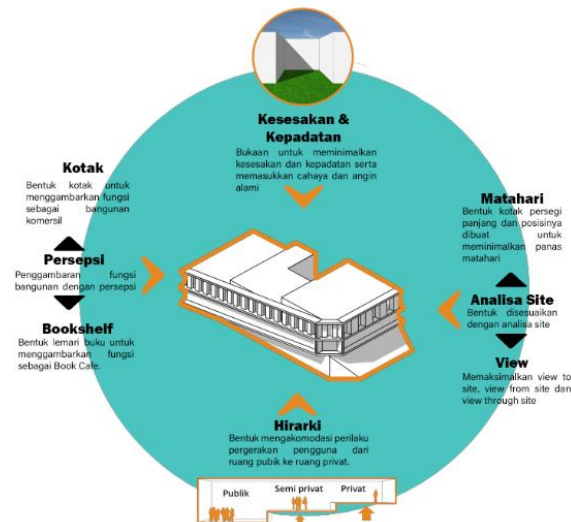 Kesesakan &
Kepadatan
Bukaan untuk meminimalkan
kesesakan dan kepadatan serta
memasukkan cahaya dan angin
alami
Kotak
Bentuk kotak untuk
menggambarkan fungsi
sebagai bangunan
komersil
Persepsi
Penggambaran fungsi
bangunan dengan persepsi
Bookshelf
Bentuk lemari buku untuk
menggambarkan fungsi
sebagai Book Cafe.
Matahari
Bentuk kotak persegi
panjang dan posisinya
dibuat untuk
meminimalkan panas
matahari
Analisa Site
Bentuk disesuaikan
dengan analisa site
View
Memaksimalkan view to
site, view from site dan
view through site
Hirarki
Bentuk mengakomodasi perilaku
pergerakan pengguna dari
ruang pubik ke ruang privat.
Publik
Semi privat
Privat